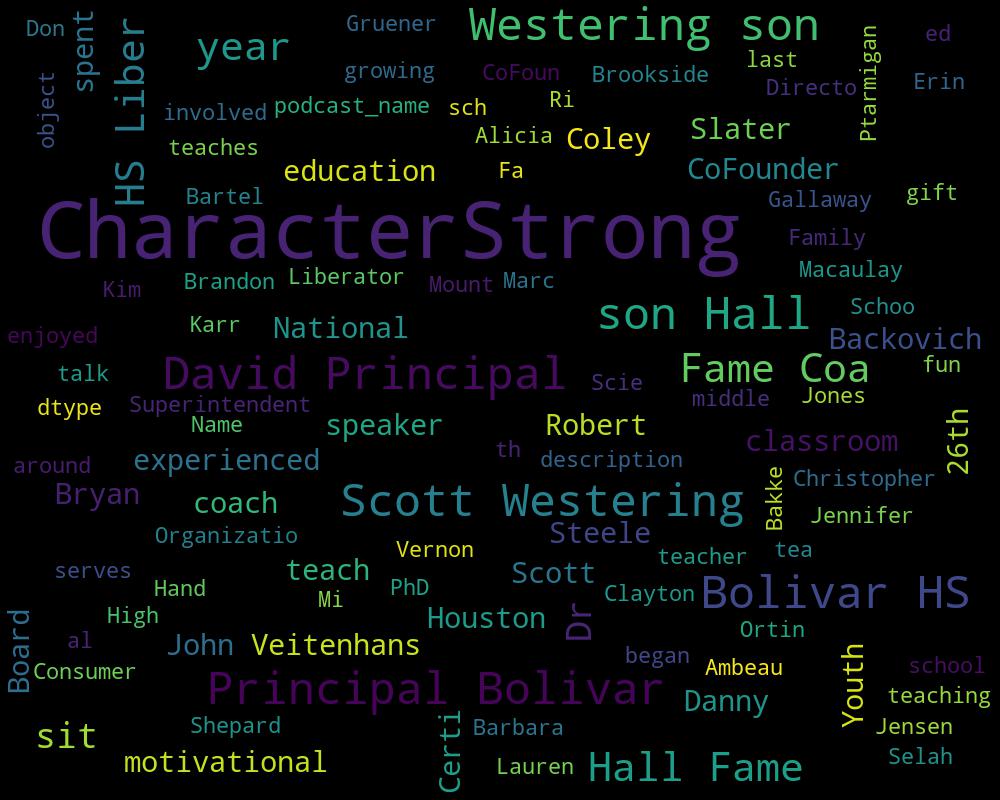 Don
spent
HS Liber
year
Gruener
Westering son
last
Ptarmigan
ed
object
growing
CoFoun
Brookside
Directo
Erin
involved
podcast_name
sch
Ri
teaches
Alicia
Coley
Slater
education
Fa
CoFounder
Bartel
Gallaway
gift
CharacterStrong
Family
Kim
Brandon
Liberator
Mount
Marc
Macaulay
enjoyed
Karr
National
son Hall
Schoo
Backovich
talk
David Principal
Scie
Fame Coa
fun
dtype
Superintendent
middle
Jones
Name
speaker
Robert
classroom
26th
around
experienced
th
description
Christopher
Bryan
coach
Scott Westering
Bakke
Jennifer
Organizatio
Vernon
Steele
teacher
tea
serves
Hand
teach
PhD
Scott
Clayton
Bolivar HS
High
Mi
Houston
Dr
Ortin
Board
al
John
Veitenhans
began
Ambeau
Youth
school
Consumer
Principal Bolivar
Danny
teaching
sit
Shepard
Certi
Barbara
Jensen
motivational
Lauren
Hall Fame
Selah